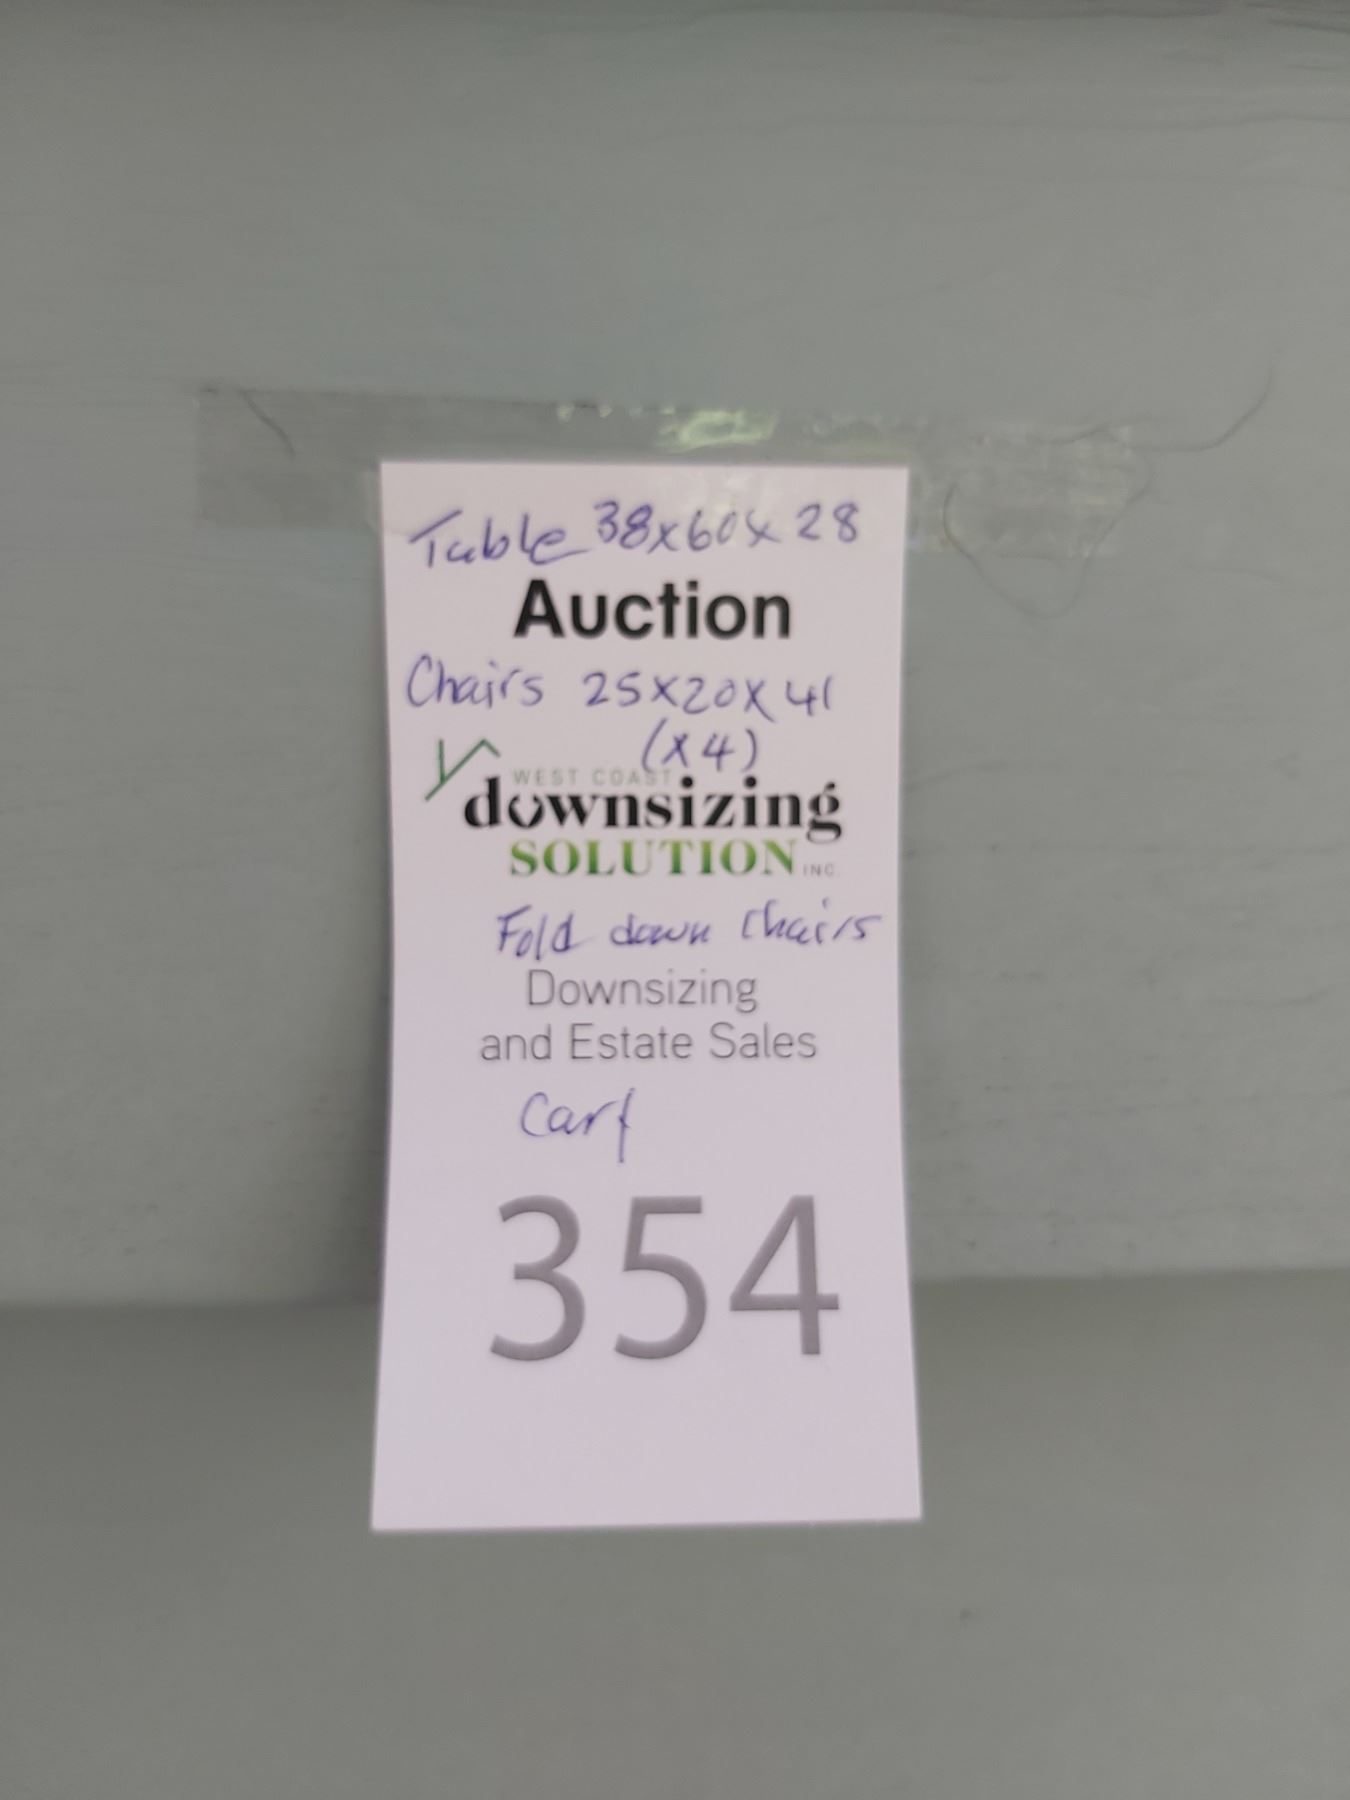 Table 38x60x28
Auction
Chairs 25x20x41
(x4)
WEST COAST
downsizing
SOLUTION INC.
Fold down chairs
Downsizing
and Estate Sales
Cart
354